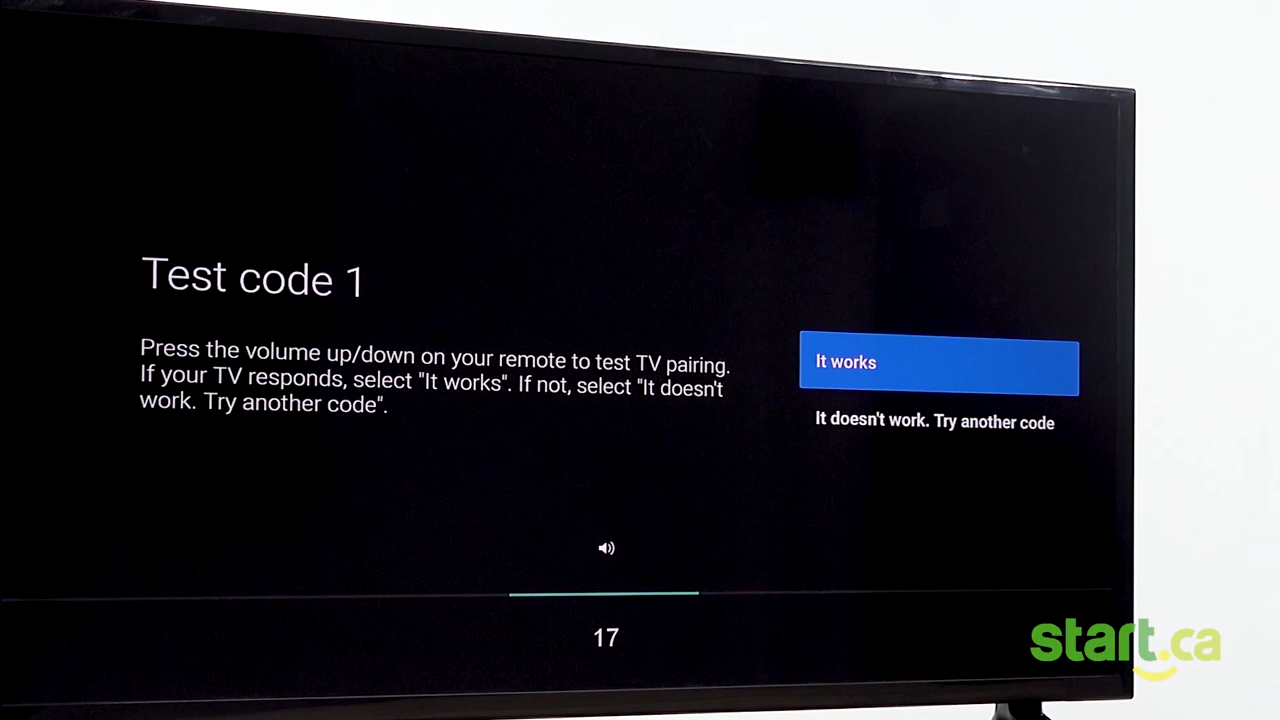 Test code 1
Press the volume up/down on your remote to test TV pairing.
If your TV responds, select "It works". If not, select "It doesn't
work. Try another code".
It works
It doesn't work. Try another code
17
start.ca